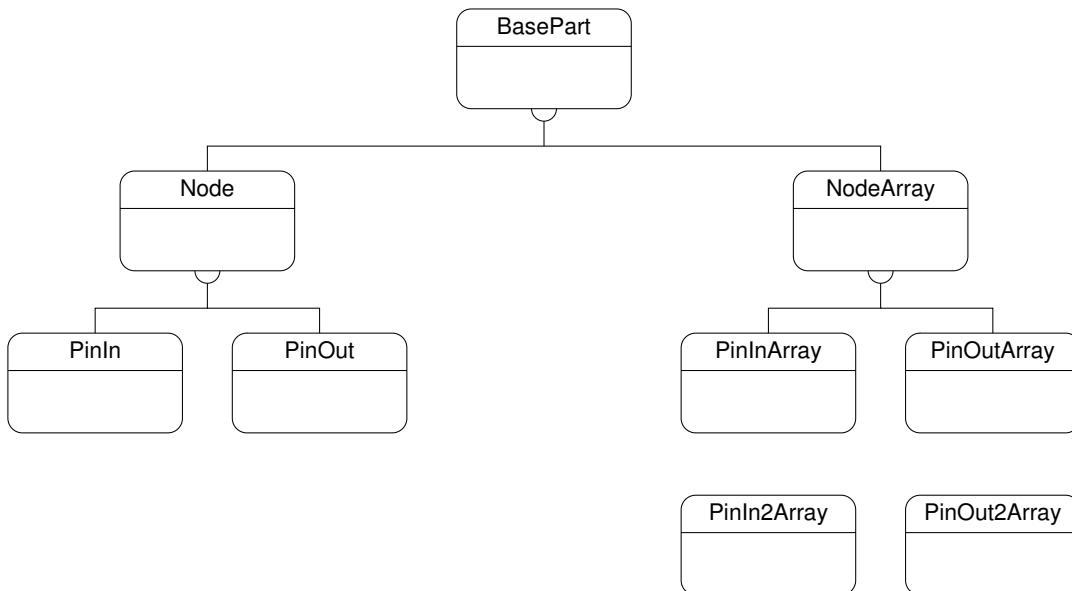 BasePart
Node
NodeArray
PinIn
PinOut
PinInArray
PinOutArray
PinIn2Array
PinOut2Array